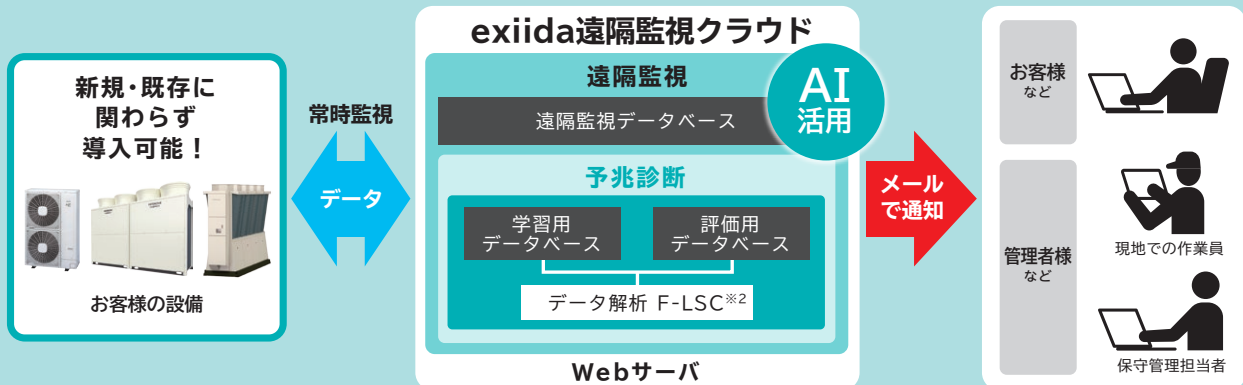 新規・既存に
関わらず
導入可能！
お客様の設備
常時監視
データ
exiida遠隔監視クラウド
遠隔監視
AI
活用
遠隔監視データベース
予兆診断
学習用
データベース
評価用
データベース
データ解析 F-LSC※2
Webサーバ
メール
で通知
お客様
など
管理者様
など
現地での作業員
保守管理担当者